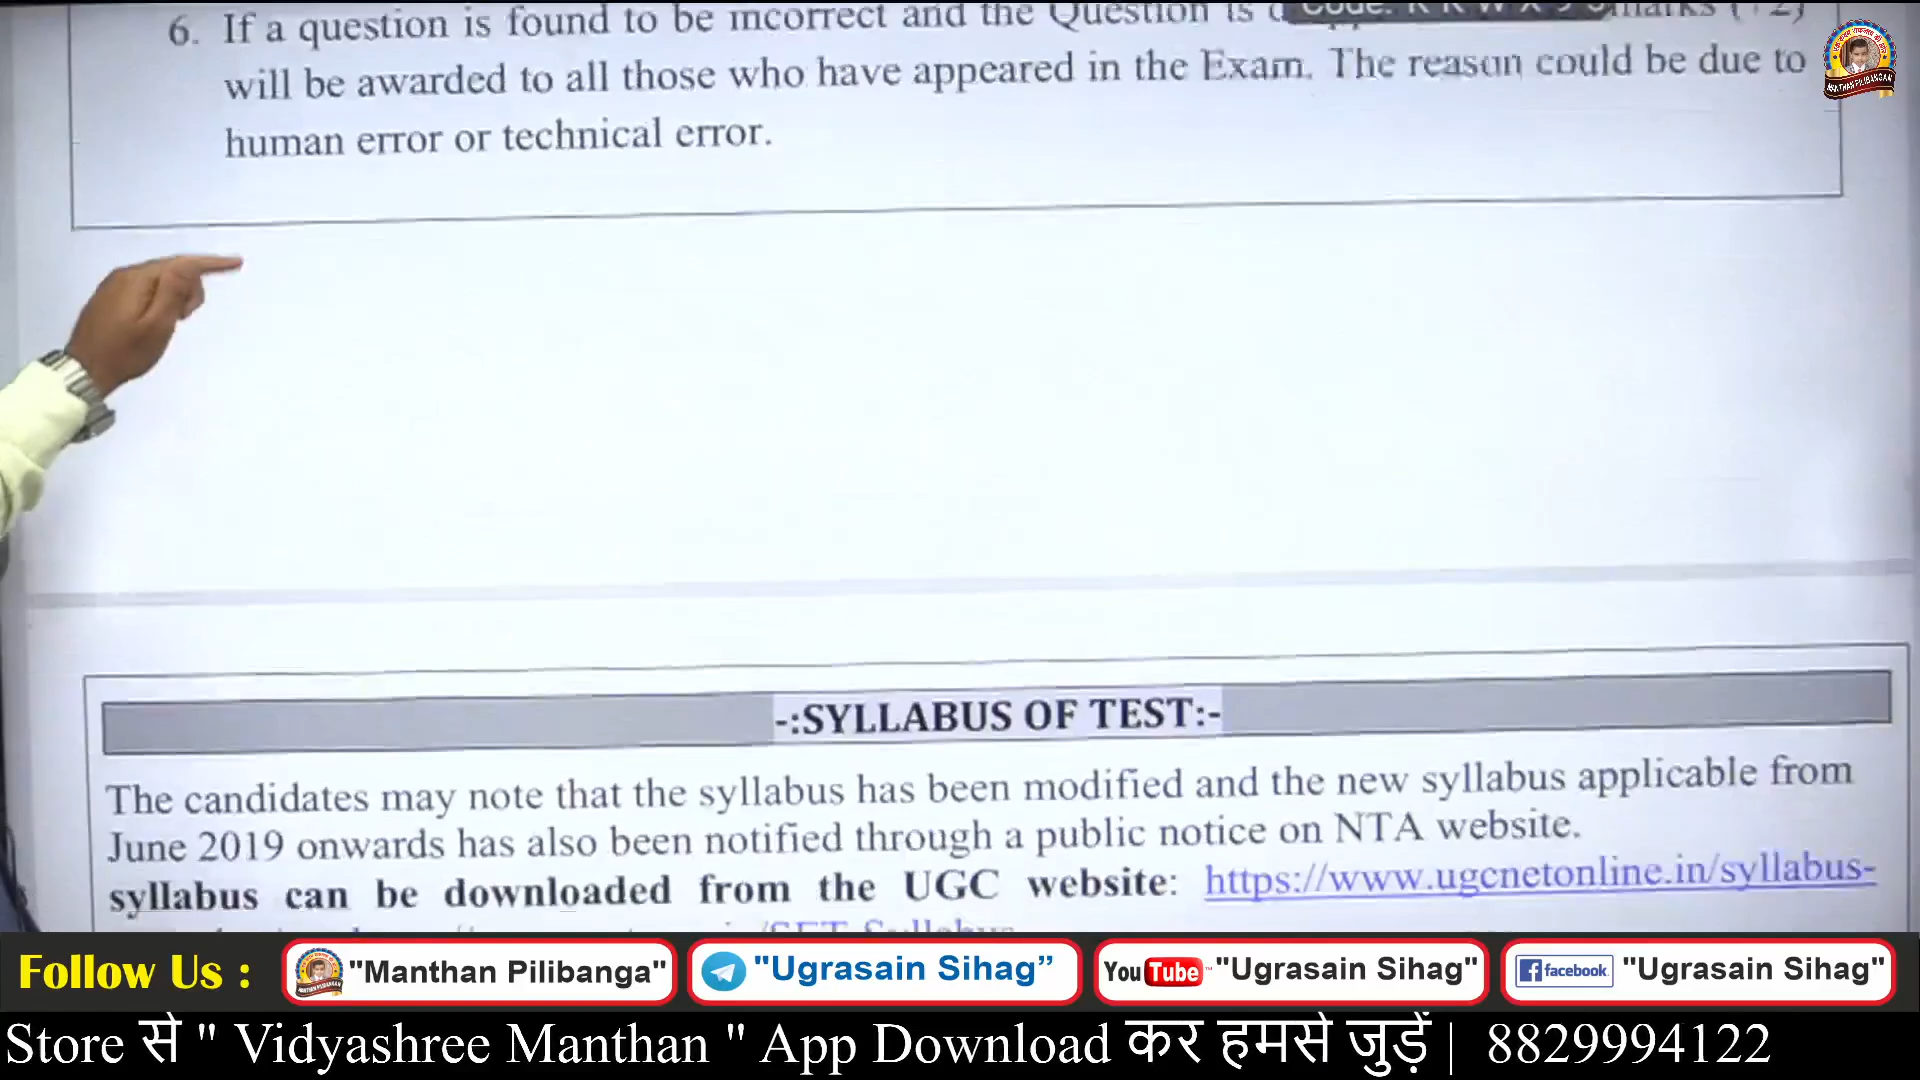 6. If a question is found to be incorrect and the Question is
will be awarded to all those who have appeared in the Exam. The reason could be due to
human error or technical error.
MANTHAN PILIBANGAN
-:SYLLABUS OF TEST:-
The candidates may note that the syllabus has been modified and the new syllabus applicable from
June 2019 onwards has also been notified through a public notice on NTA website.
syllabus can be downloaded from the UGC website: https://www.ugcnetonline.in/syllabus-
Follow Us : "Manthan Pilibanga" "Ugrasain Sihag” YouTube "Ugrasain Sihag" facebook. "Ugrasain Sihag"
Store से " Vidyashree Manthan " App Download कर हमसे जुड़ें | 8829994122